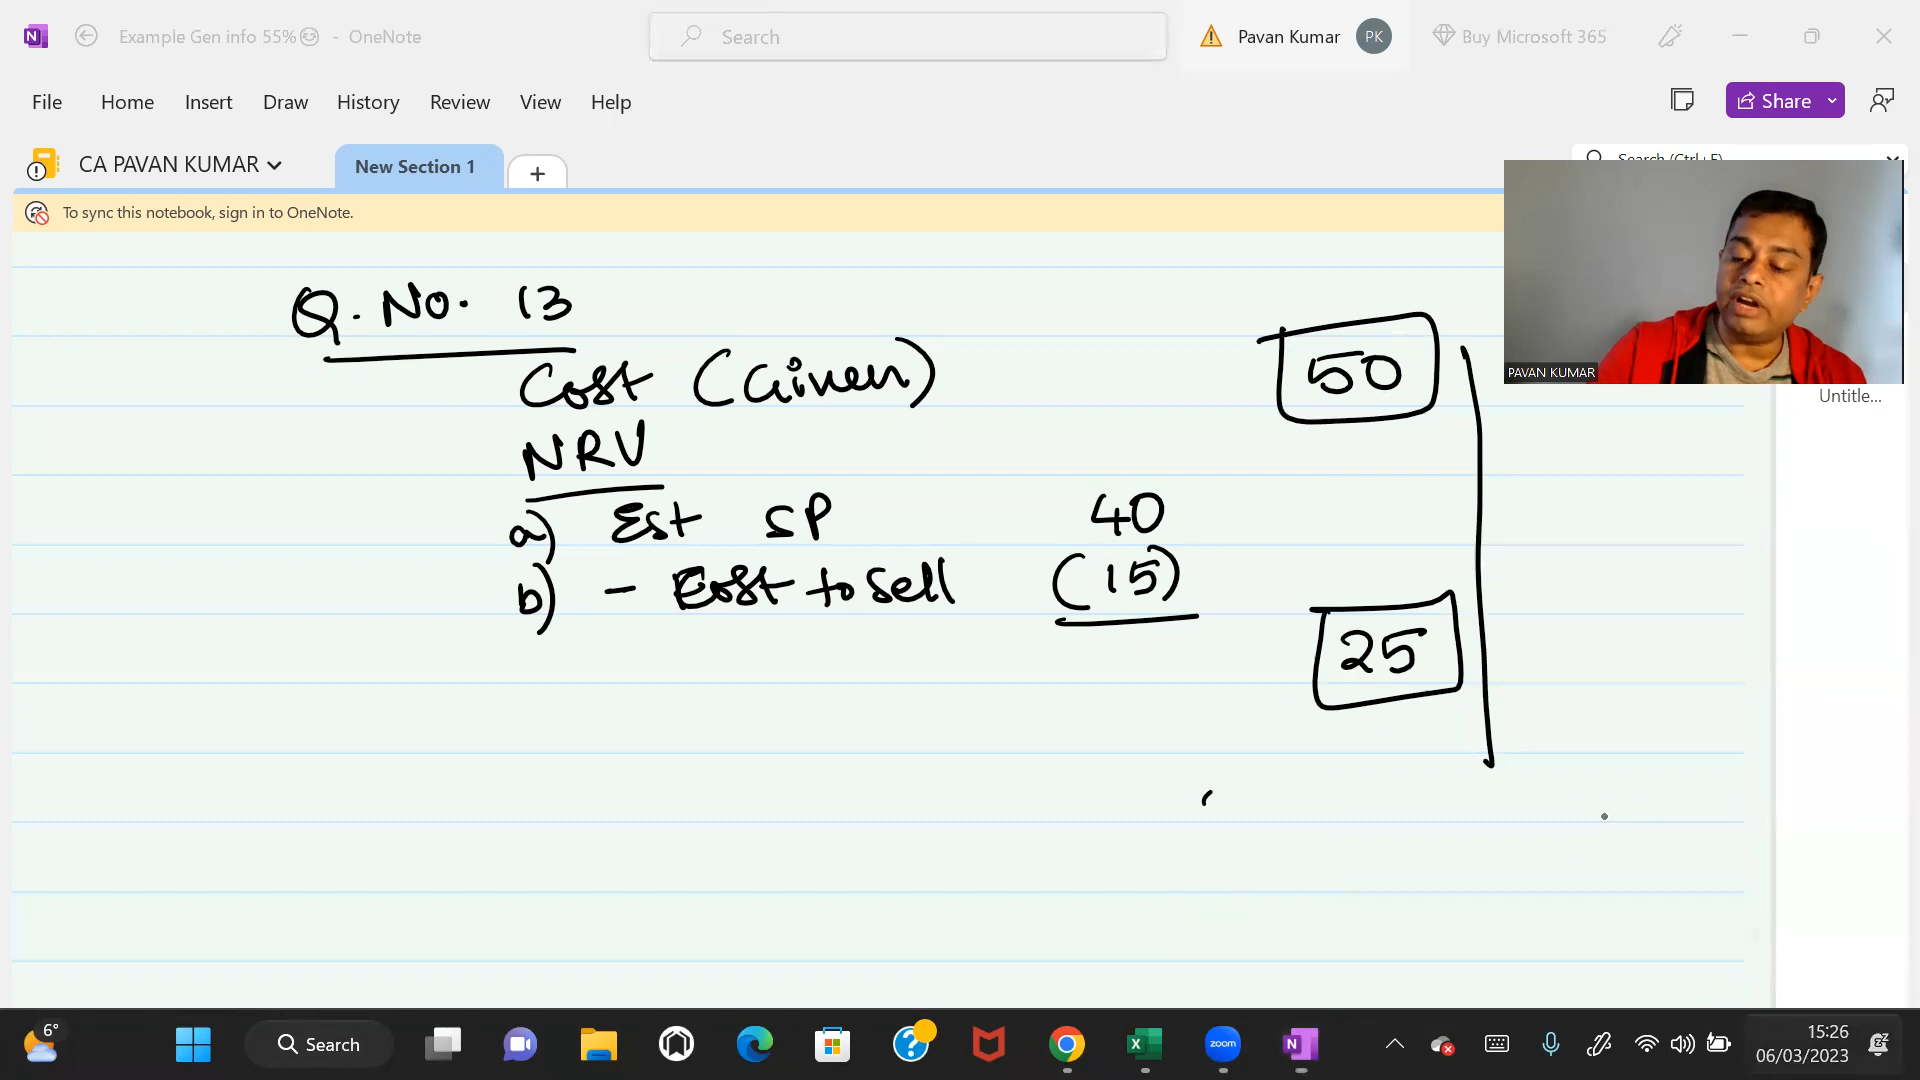 Example Gen info 55% - OneNote
Search
Pavan Kumar PK
Buy Microsoft 365
File Home Insert Draw History Review View Help
Share
CA PAVAN KUMAR
New Section 1
+
Search (Ctrl+F)
To sync this notebook, sign in to OneNote.
PAVAN KUMAR
Untitle...
Q. No. 13
Cost (Given) 50
NRV
a) Est SP 40
b) - Cost to Sell (15)
25
6°
Search
zoom
15:26
06/03/2023